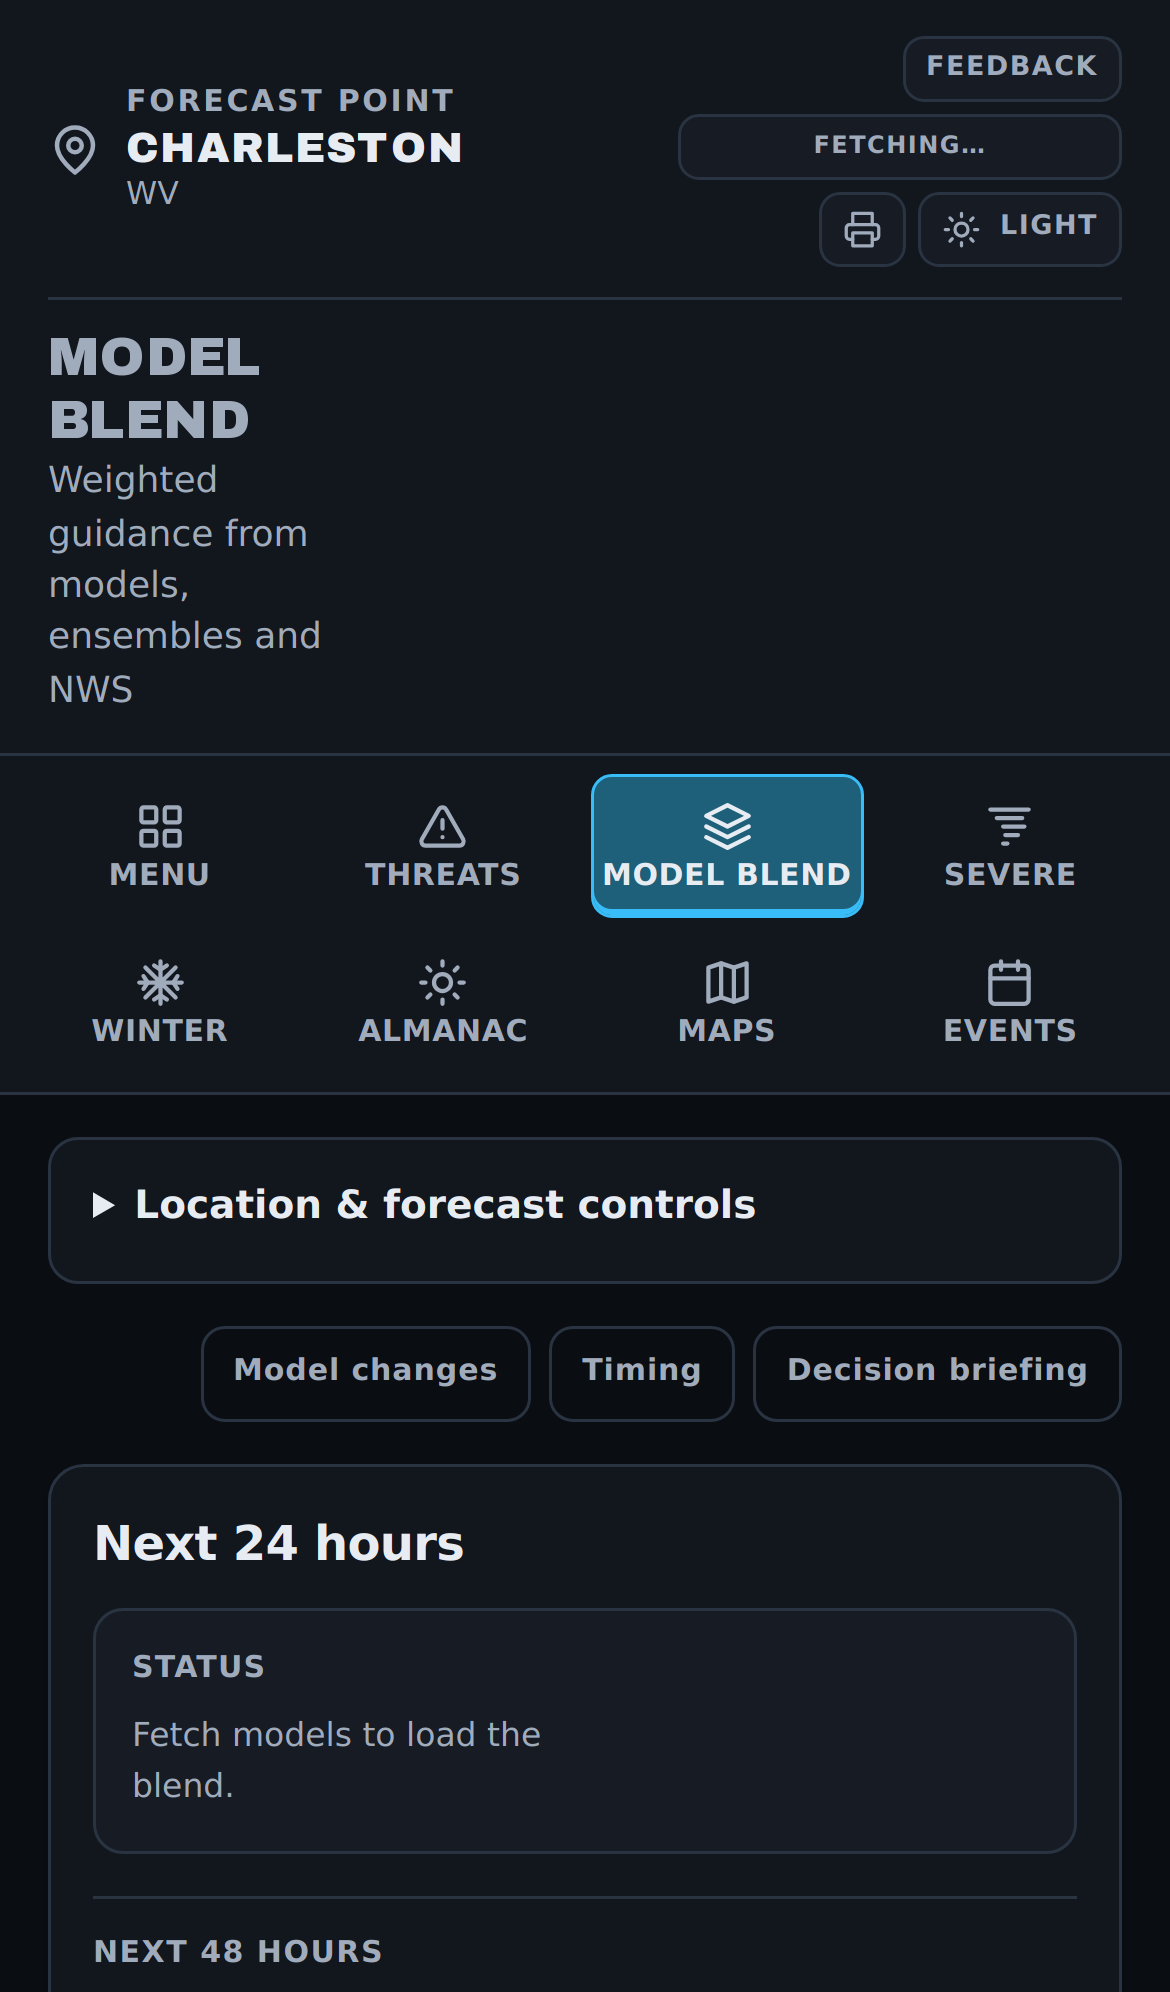 FORECAST POINT
CHARLESTON
WV
FEEDBACK
FETCHING…
LIGHT
MODEL
BLEND
Weighted
guidance from
models,
ensembles and
NWS
MENU
THREATS
MODEL BLEND
SEVERE
WINTER
ALMANAC
MAPS
EVENTS
Location & forecast controls
Model changes
Timing
Decision briefing
Next 24 hours
STATUS
Fetch models to load the
blend.
NEXT 48 HOURS